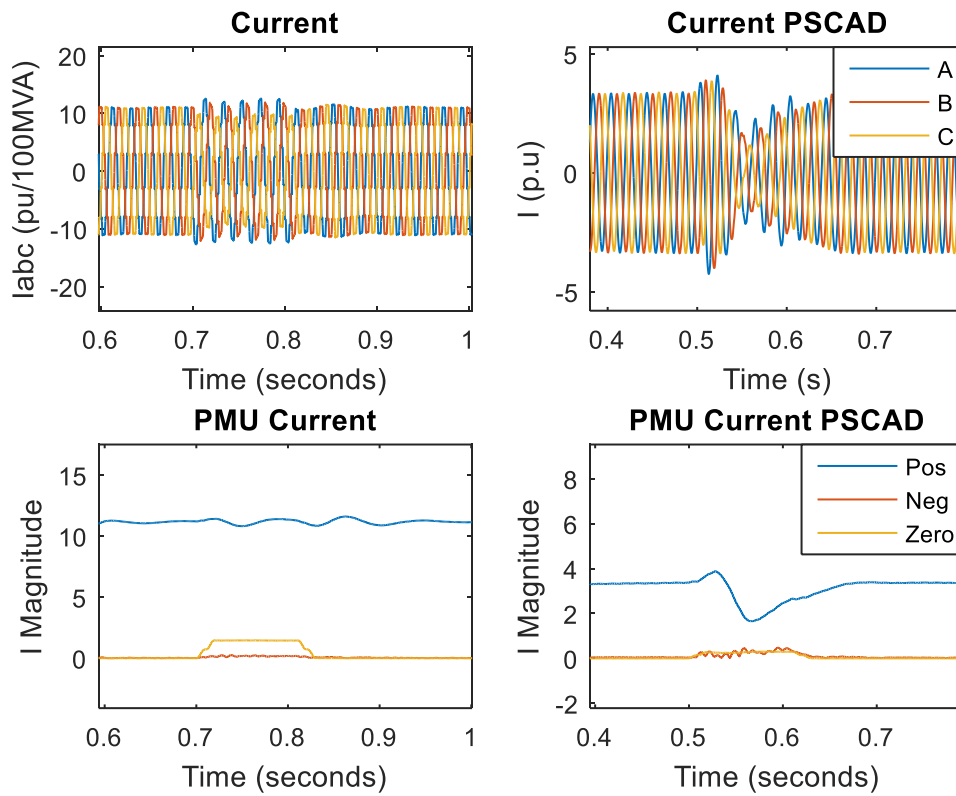 Current
20
10
0
-10
-20
Iabc (pu/100MVA)
0.6 0.7 0.8 0.9 1
Time (seconds)
Current PSCAD
5
0
-5
I (p.u)
0.4 0.5 0.6 0.7
Time (s)
A
B
C
PMU Current
15
10
5
0
I Magnitude
0.6 0.7 0.8 0.9 1
Time (seconds)
PMU Current PSCAD
8
6
4
2
0
-2
I Magnitude
0.4 0.5 0.6 0.7
Time (seconds)
Pos
Neg
Zero